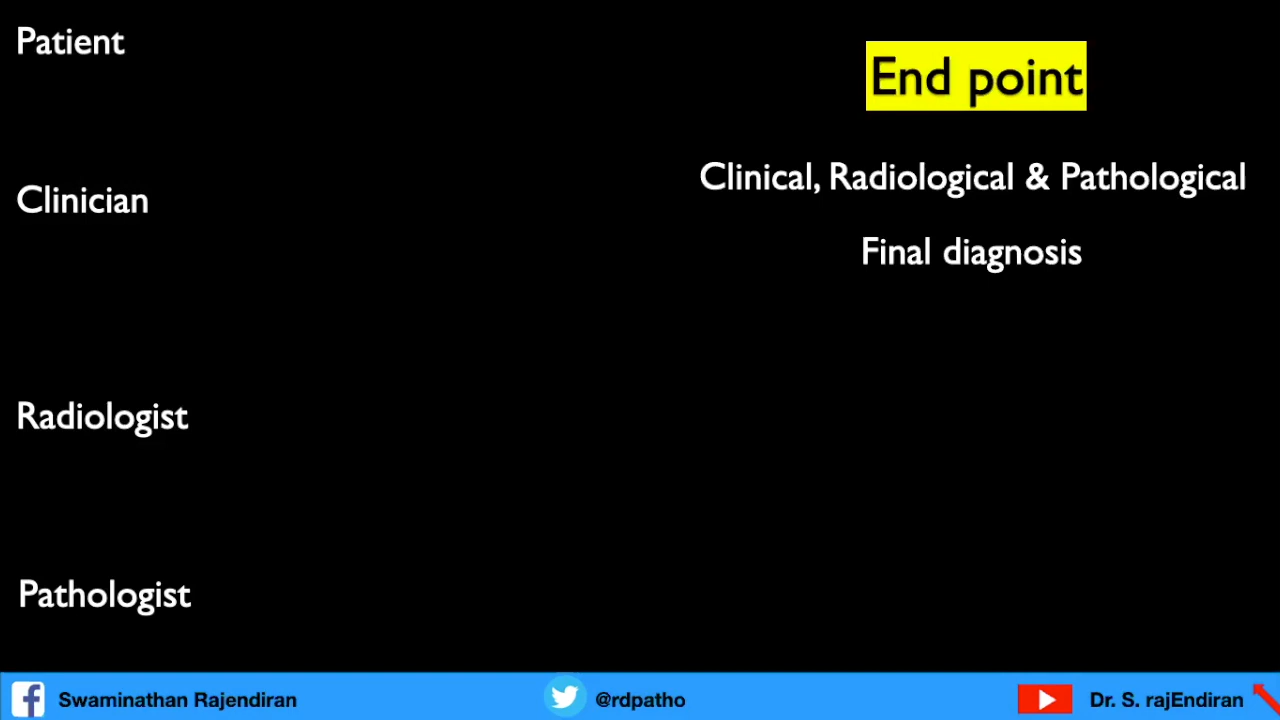 Patient
End point
Clinical, Radiological & Pathological
Clinician
Final diagnosis
Radiologist
Pathologist
Swaminathan Rajendiran
@rdpatho
Dr. S. rajEndiran